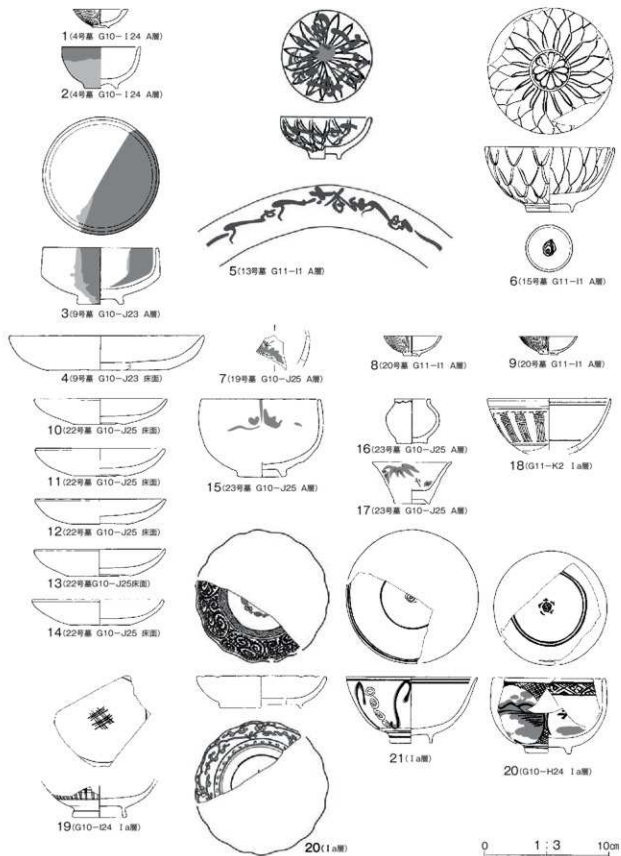 1(4号墓 G10-I24 A層)
2(4号墓 G10-I24 A層)
3(9号墓 G10-J23 A層)
5(13号墓 G11-I1 A層)
6(15号墓 G11-I1 A層)
4(9号墓 G10-J23 床面)
7(19号墓 G10-J25 A層)
8(20号墓 G11-I1 A層)
9(20号墓 G11-I1 A層)
10(22号墓 G10-J25 床面)
11(22号墓 G10-J25 床面)
12(22号墓 G10-J25 床面)
13(22号墓G10-J25床面)
14(22号墓 G10-J25 床面)
15(23号墓 G10-J25 A層)
16(23号墓 G10-J25 A層)
17(23号墓 G10-J25 A層)
18(G11-K2 Ⅰa層)
19(G10-I24 Ⅰa層)
20(Ⅰa層)
21(Ⅰa層)
20(G10-H24 Ⅰa層)
0 1:3 10cm